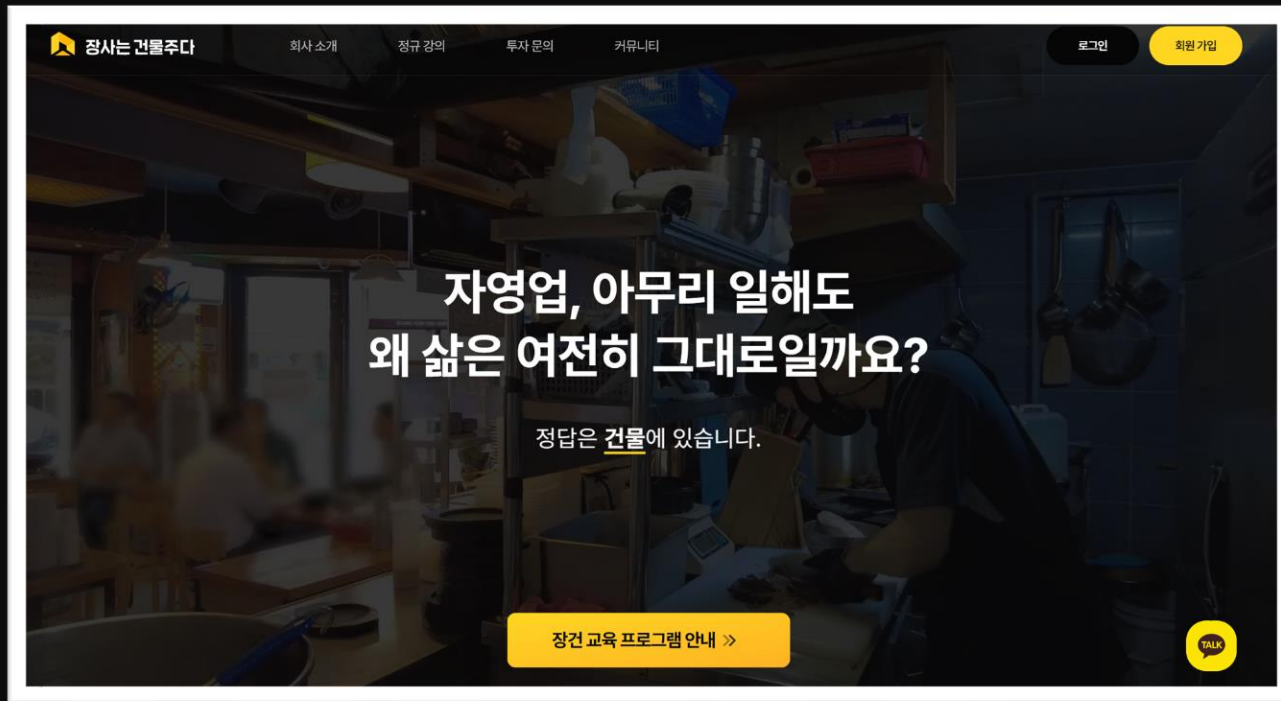 장사는 건물주다
회사 소개
정규 강의
투자 문의
커뮤니티
로그인
회원 가입
자영업, 아무리 일해도
왜 삶은 여전히 그대로일까요?
정답은 건물에 있습니다.
장건 교육 프로그램 안내 »
TALK